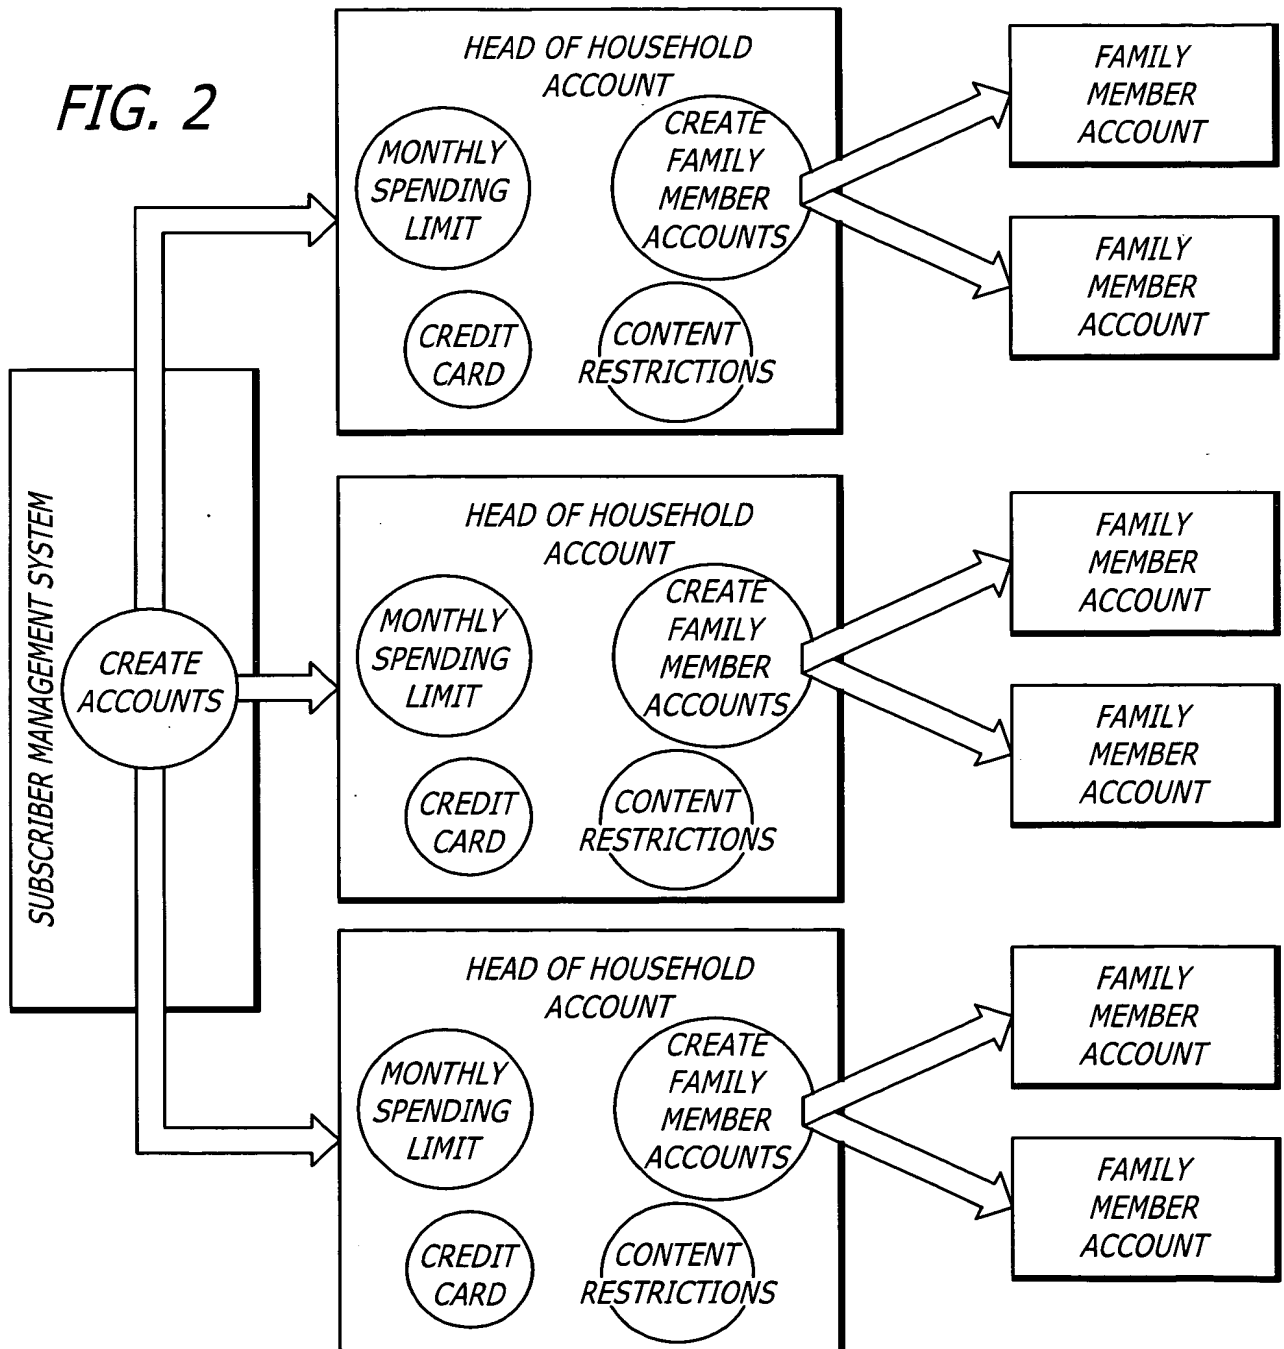 FIG. 2
SUBSCRIBER MANAGEMENT SYSTEM
CREATE
ACCOUNTS
HEAD OF HOUSEHOLD
ACCOUNT
MONTHLY
SPENDING
LIMIT
CREATE
FAMILY
MEMBER
ACCOUNTS
CREDIT
CARD
CONTENT
RESTRICTIONS
FAMILY
MEMBER
ACCOUNT
FAMILY
MEMBER
ACCOUNT
HEAD OF HOUSEHOLD
ACCOUNT
MONTHLY
SPENDING
LIMIT
CREATE
FAMILY
MEMBER
ACCOUNTS
CREDIT
CARD
CONTENT
RESTRICTIONS
FAMILY
MEMBER
ACCOUNT
FAMILY
MEMBER
ACCOUNT
HEAD OF HOUSEHOLD
ACCOUNT
MONTHLY
SPENDING
LIMIT
CREATE
FAMILY
MEMBER
ACCOUNTS
CREDIT
CARD
CONTENT
RESTRICTIONS
FAMILY
MEMBER
ACCOUNT
FAMILY
MEMBER
ACCOUNT